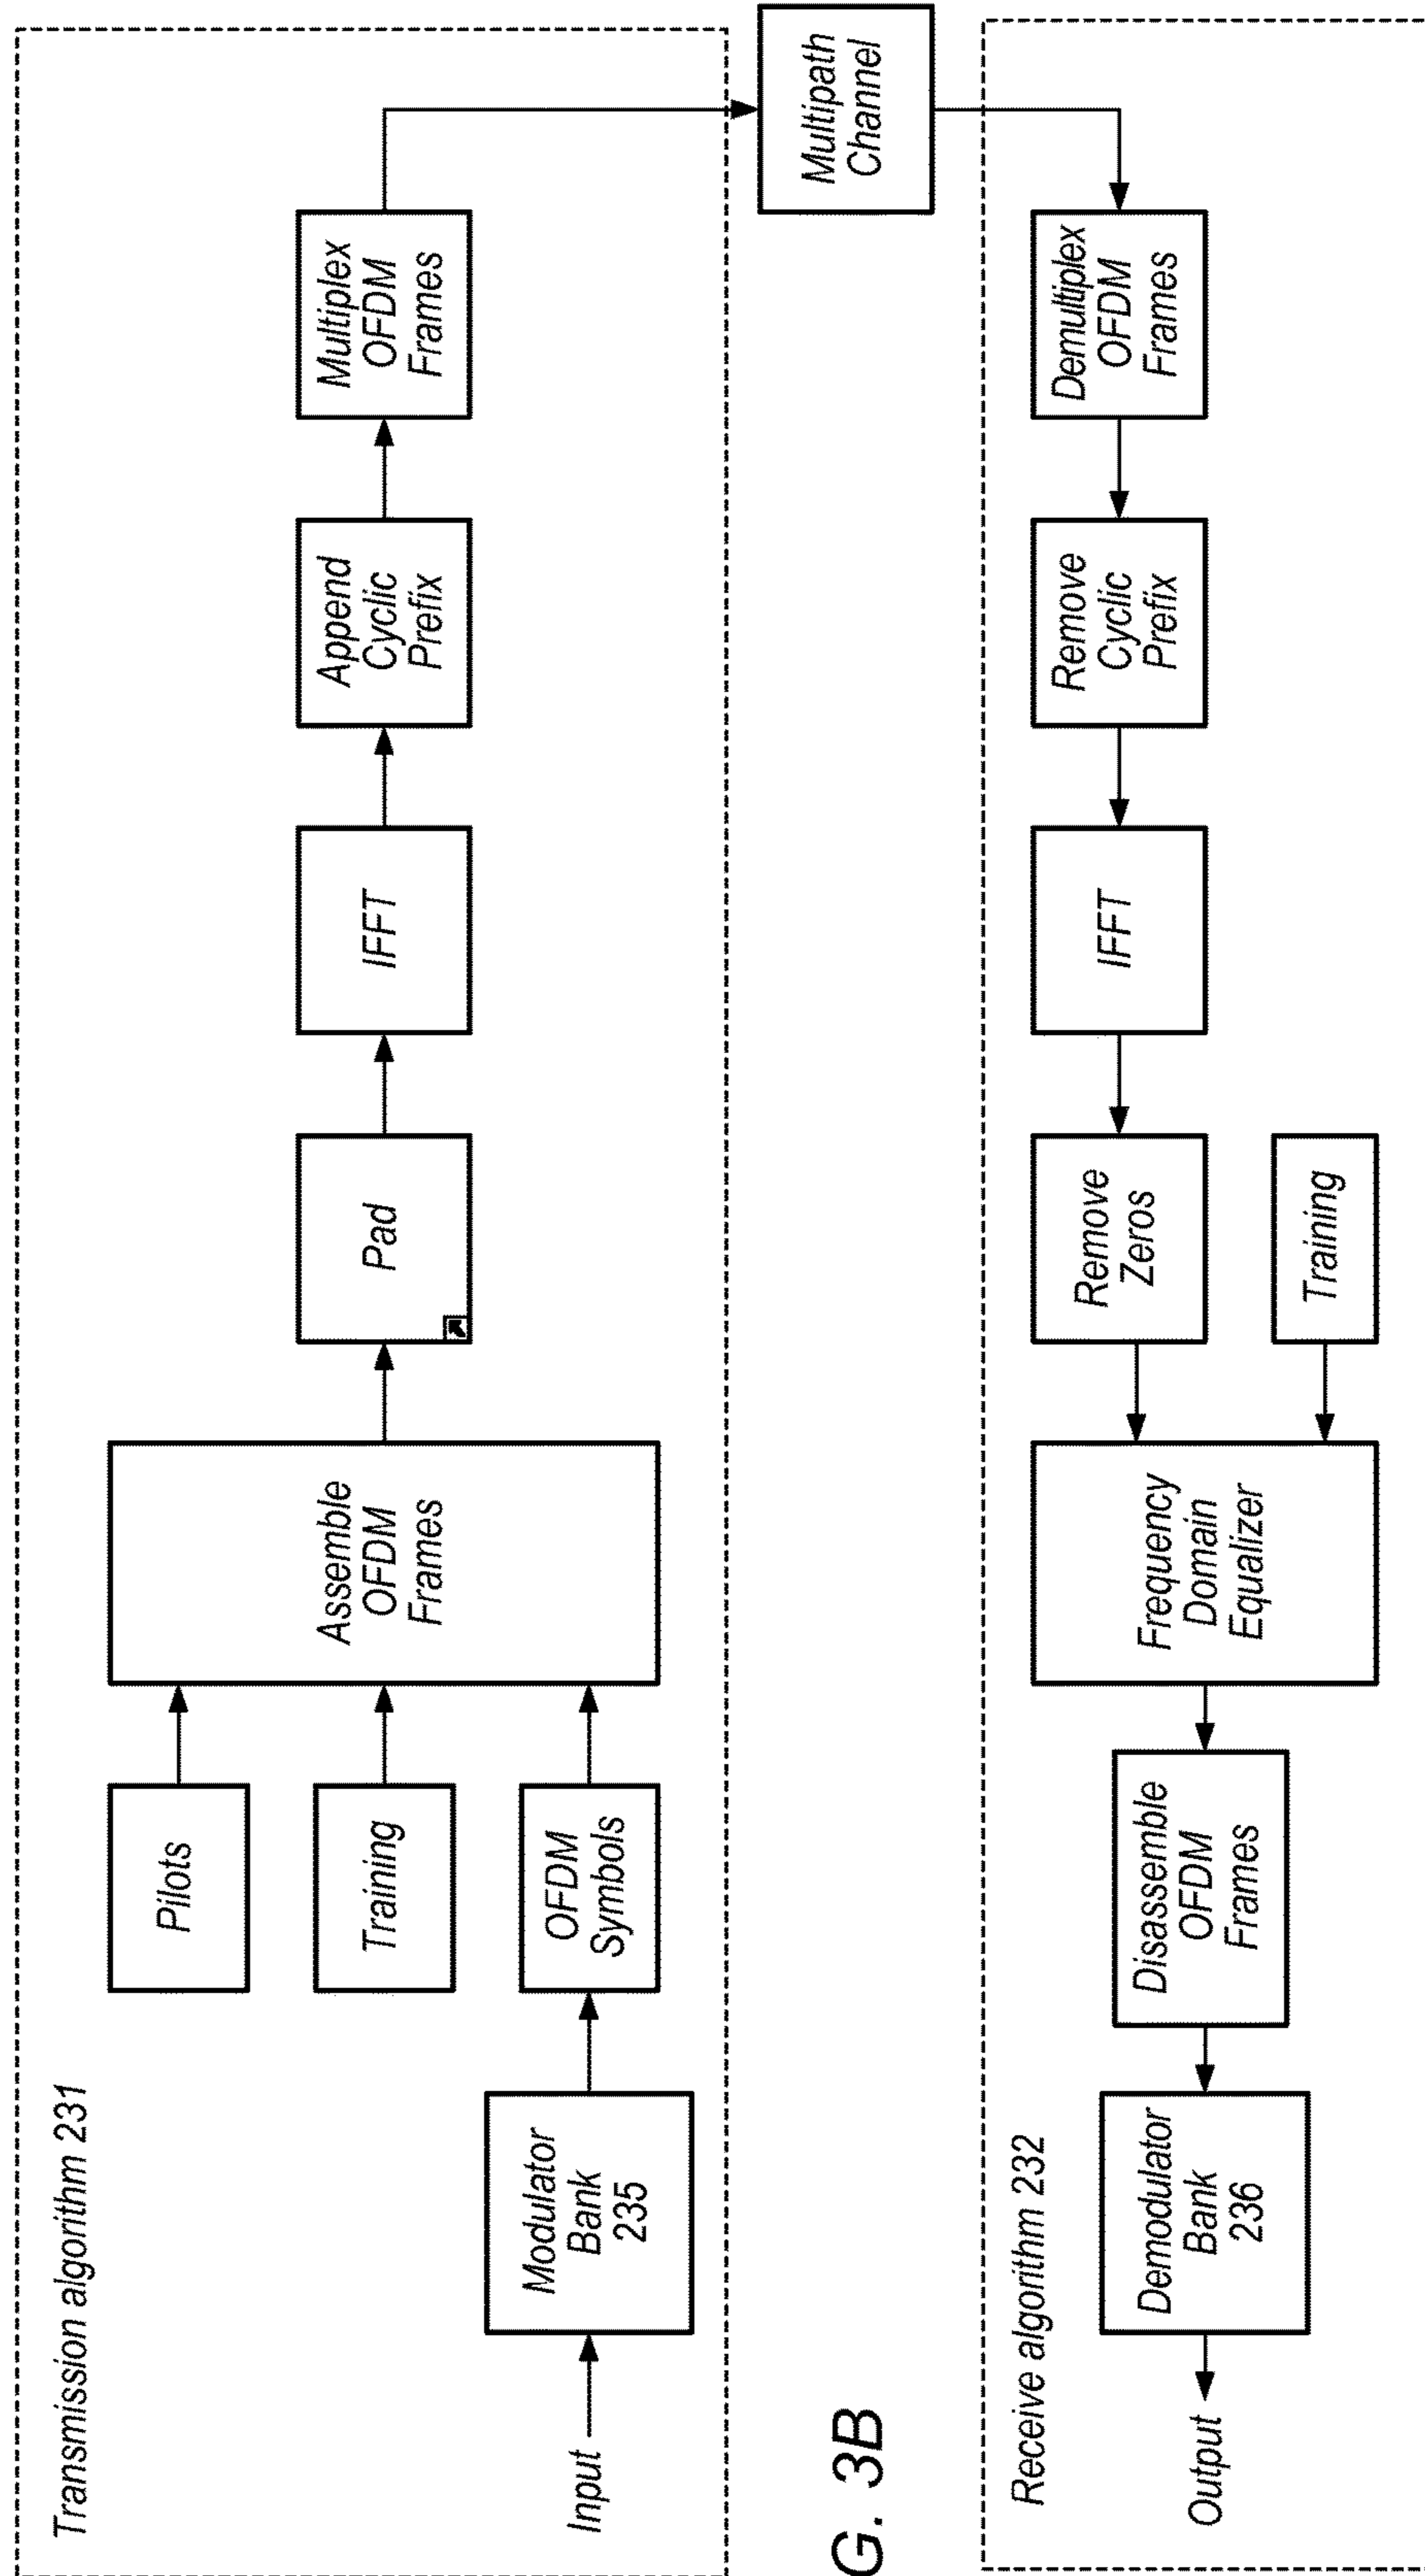 Transmission algorithm 231
Input
Modulator
Bank
235
Pilots
Training
OFDM
Symbols
Assemble
OFDM
Frames
Pad
IFFT
Append
Cyclic
Prefix
Multiplex
OFDM
Frames
Multipath
Channel
G. 3B
Receive algorithm 232
Demultiplex
OFDM
Frames
Remove
Cyclic
Prefix
IFFT
Remove
Zeros
Training
Frequency
Domain
Equalizer
Disassemble
OFDM
Frames
Demodulator
Bank
236
Output